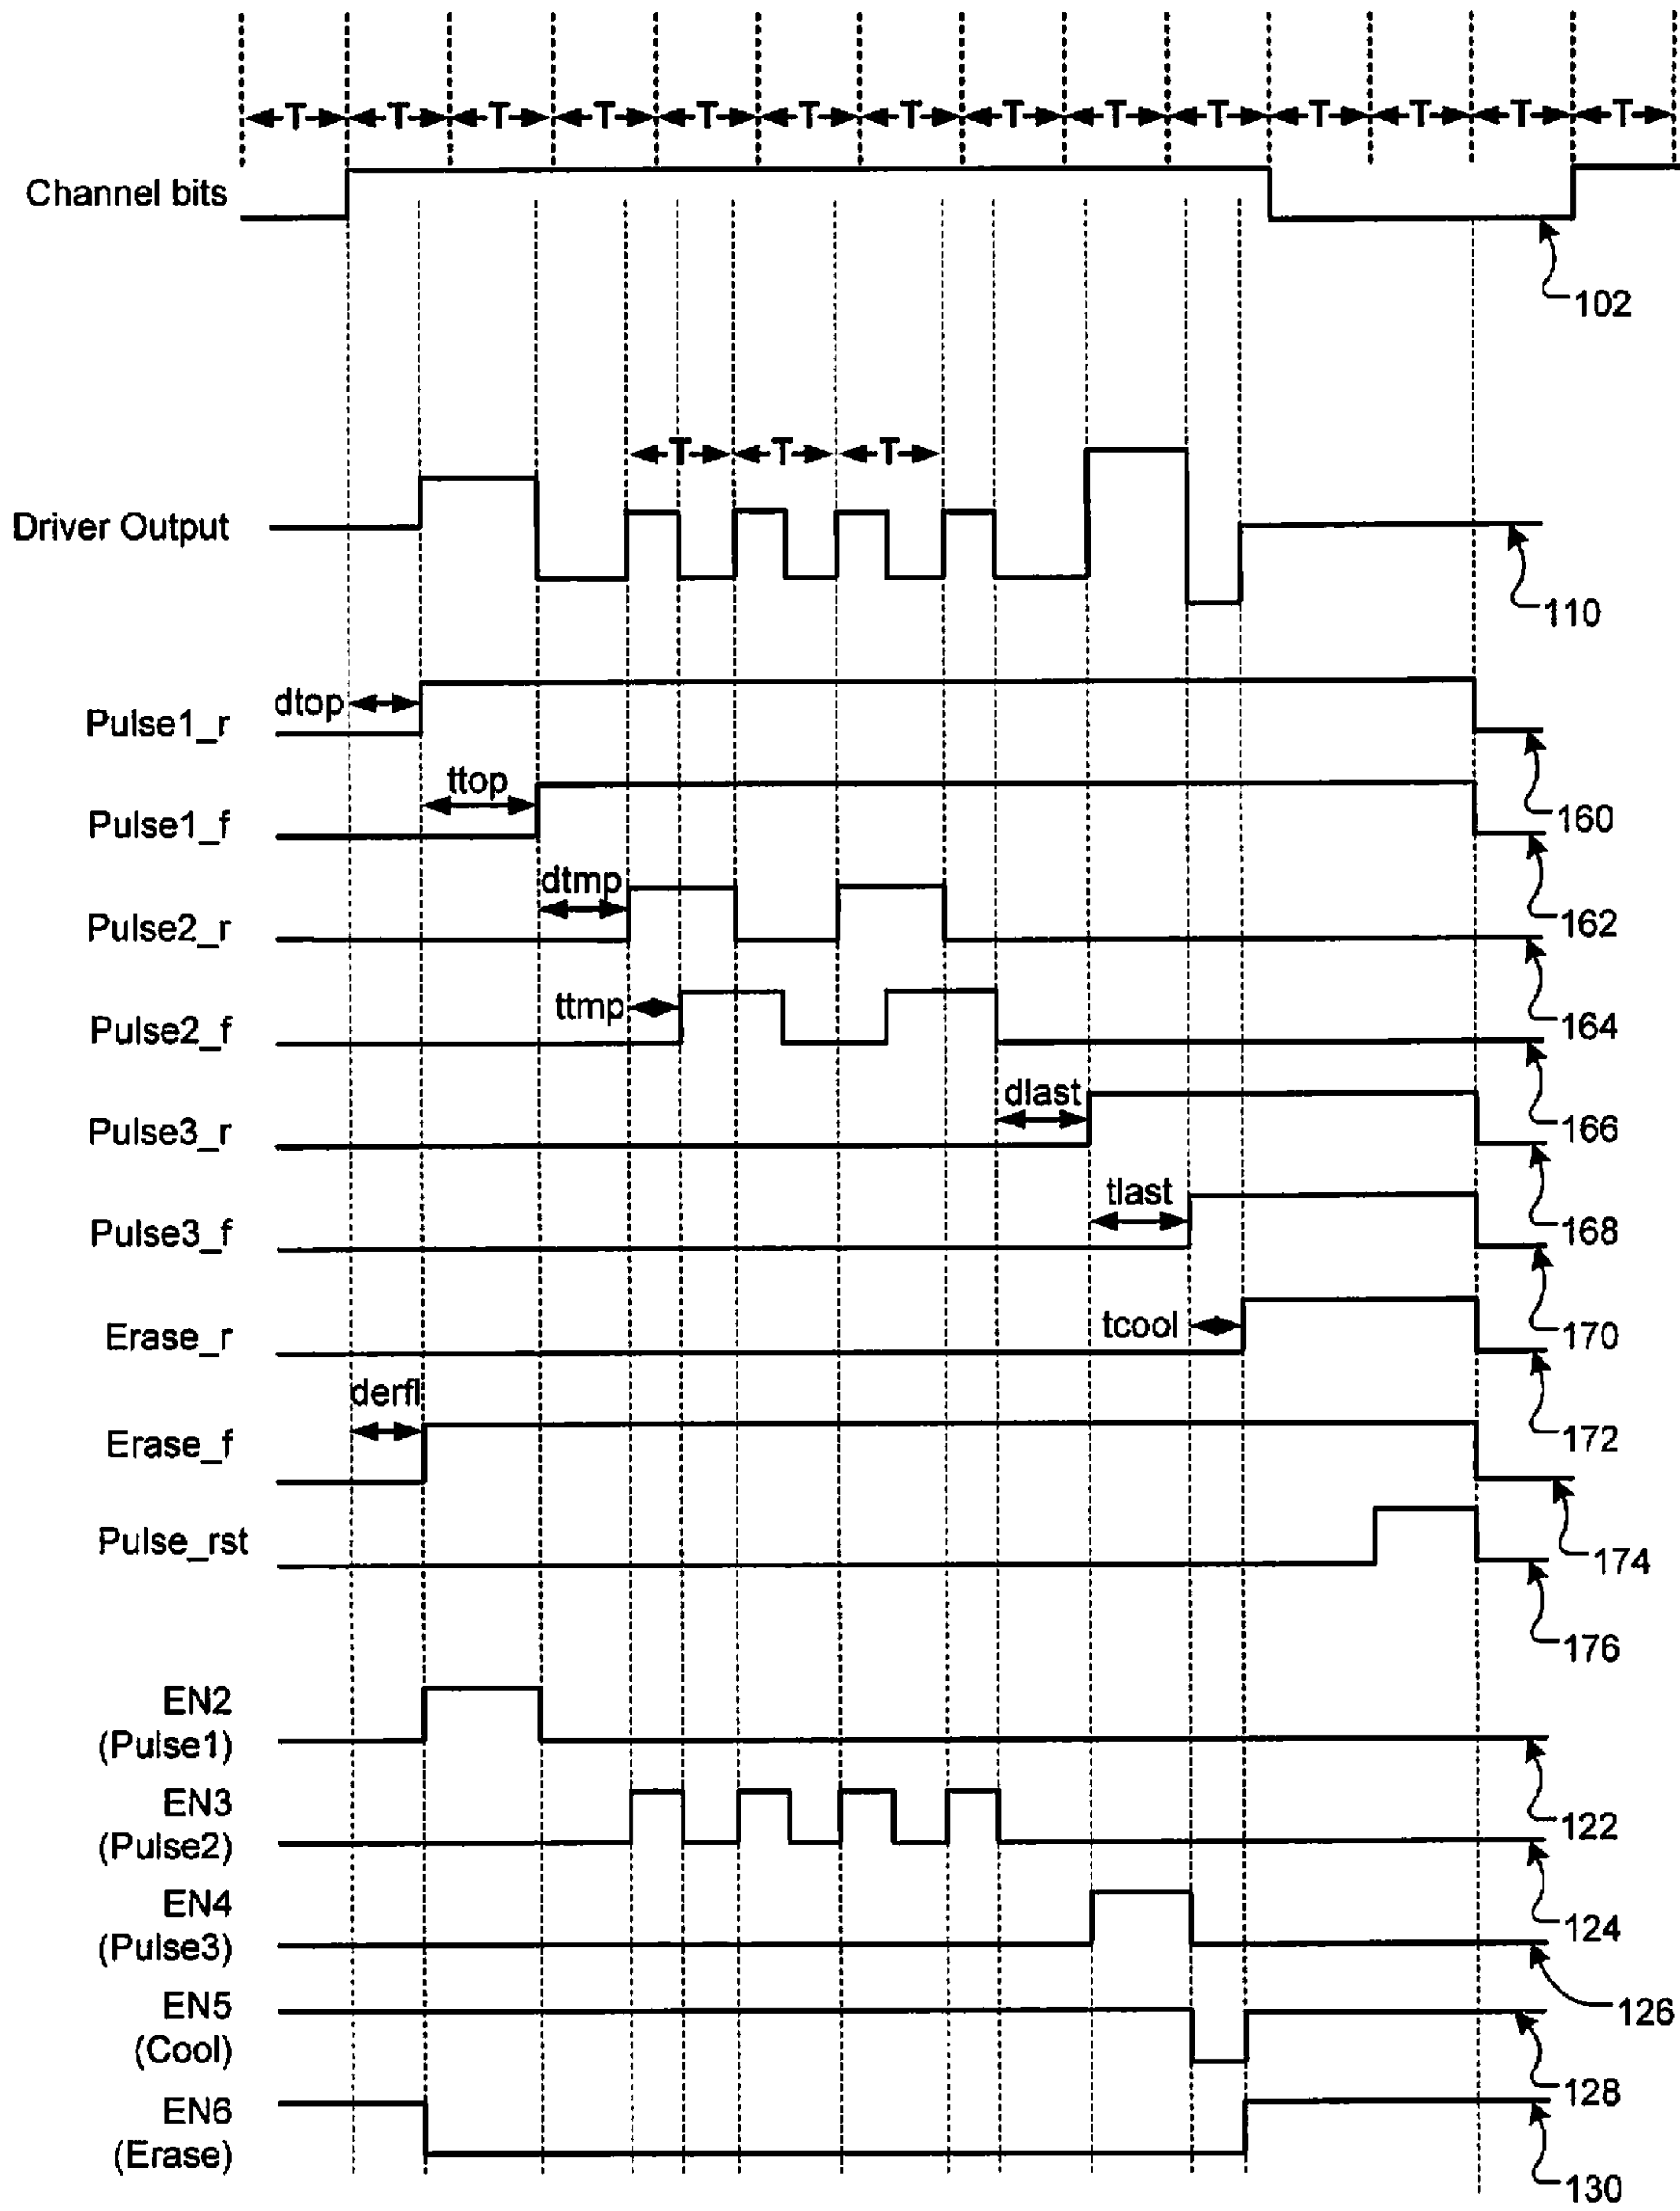 T T T T T T T T T T T T T T
Channel bits
102
T T T
Driver Output
110
dtop
Pulse1_r
160
ttop
Pulse1_f
162
dtmp
Pulse2_r
164
ttmp
Pulse2_f
166
dlast
Pulse3_r
168
tlast
Pulse3_f
170
tcool
Erase_r
172
derfl
Erase_f
174
Pulse_rst
176
EN2
(Pulse1)
122
EN3
(Pulse2)
124
EN4
(Pulse3)
126
EN5
(Cool)
128
EN6
(Erase)
130